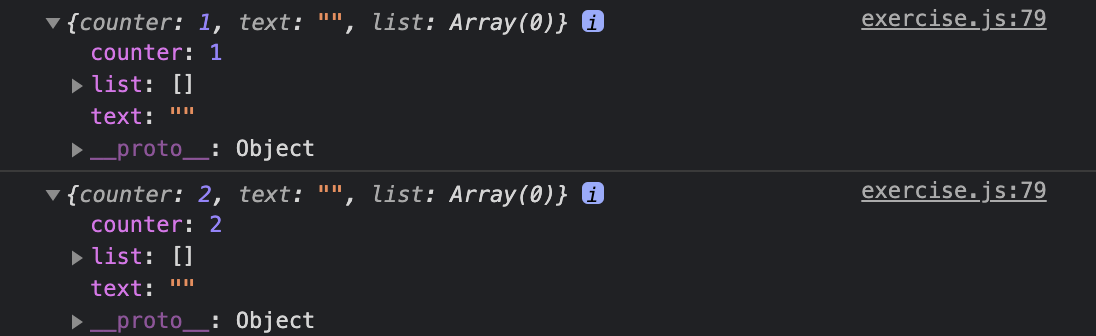 ▼{counter: 1, text: "", list: Array(0)} i exercise.js:79
counter: 1
▶ list: []
text: ""
▶ __proto__: Object
▼{counter: 2, text: "", list: Array(0)} i exercise.js:79
counter: 2
▶ list: []
text: ""
▶ __proto__: Object